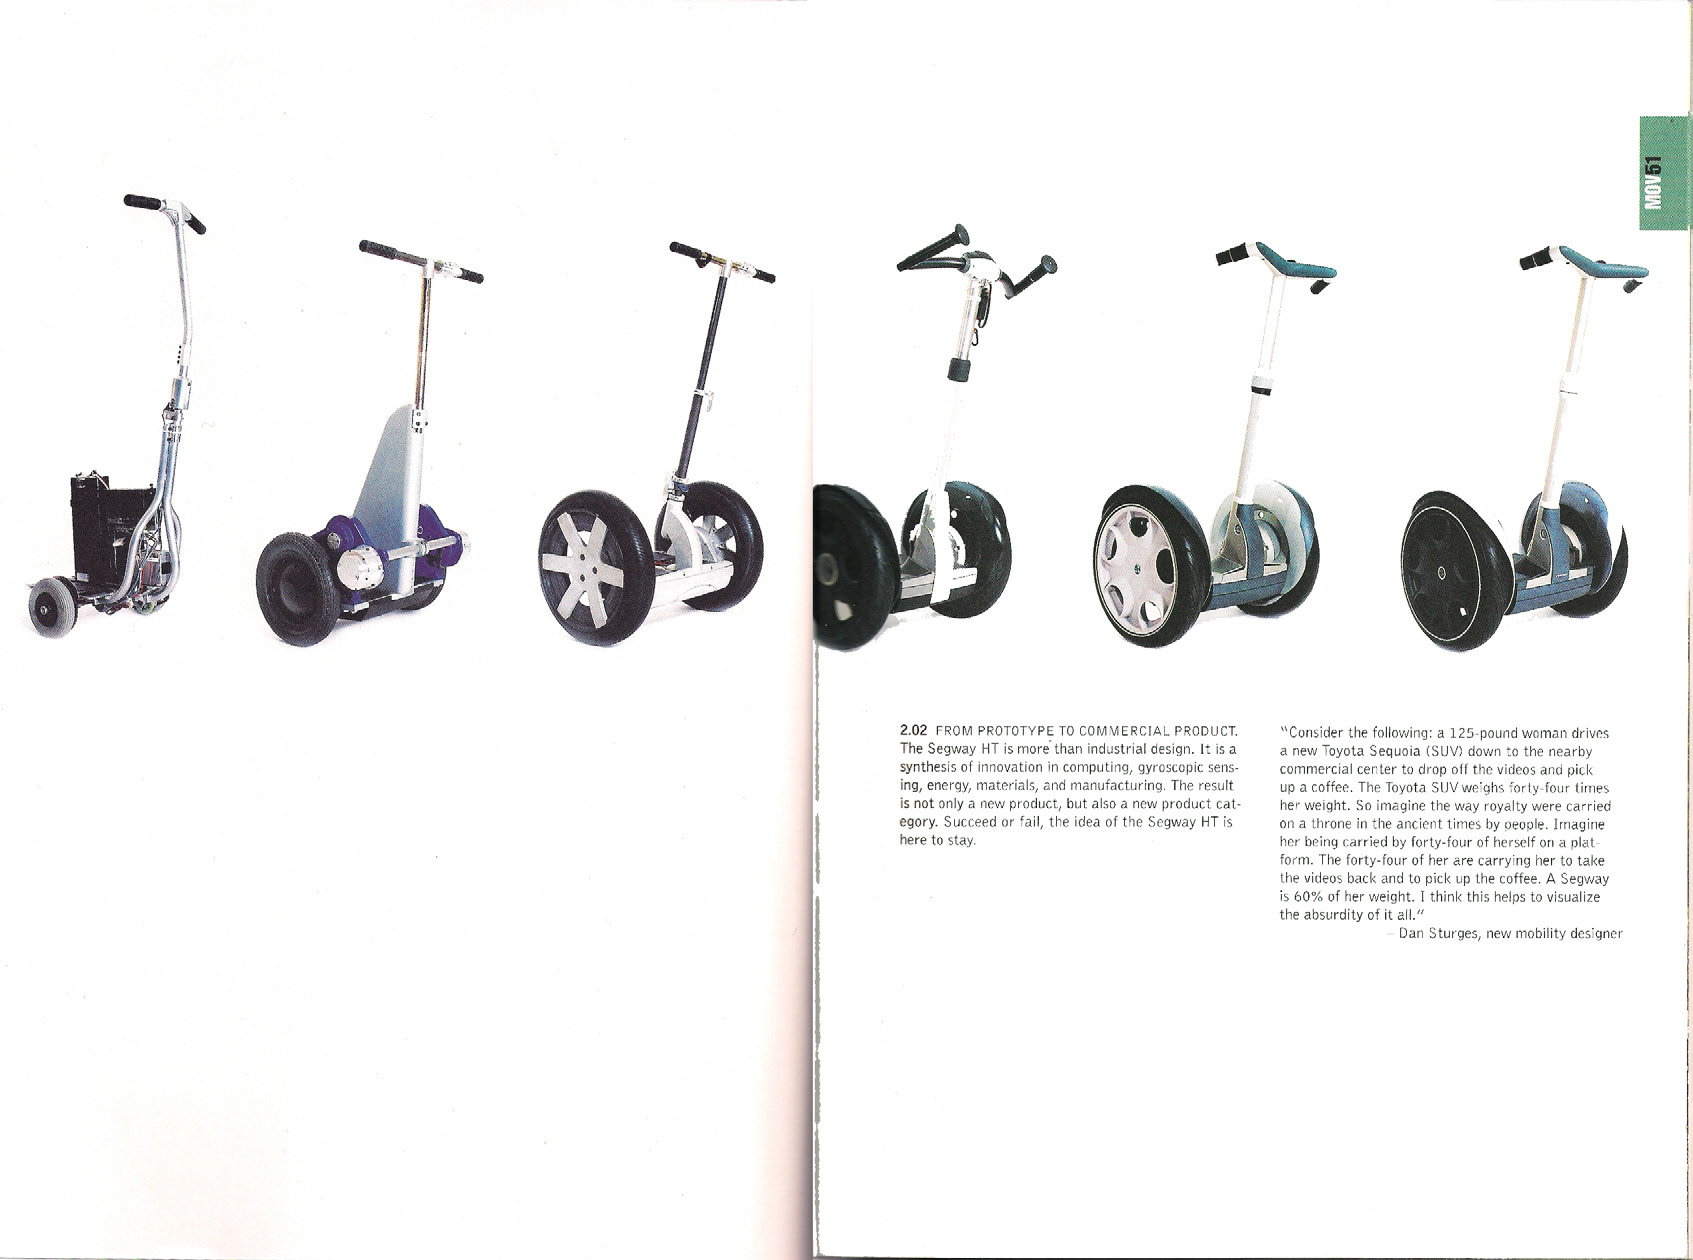 MOV51
2.02 FROM PROTOTYPE TO COMMERCIAL PRODUCT.
The Segway HT is more than industrial design. It is a
synthesis of innovation in computing, gyroscopic sens-
ing, energy, materials, and manufacturing. The result
is not only a new product, but also a new product cat-
egory. Succeed or fail, the idea of the Segway HT is
here to stay.
"Consider the following: a 125-pound woman drives
a new Toyota Sequoia (SUV) down to the nearby
commercial center to drop off the videos and pick
up a coffee. The Toyota SUV weighs forty-four times
her weight. So imagine the way royalty were carried
on a throne in the ancient times by people. Imagine
her being carried by forty-four of herself on a plat-
form. The forty-four of her are carrying her to take
the videos back and to pick up the coffee. A Segway
is 60% of her weight. I think this helps to visualize
the absurdity of it all."
– Dan Sturges, new mobility designer